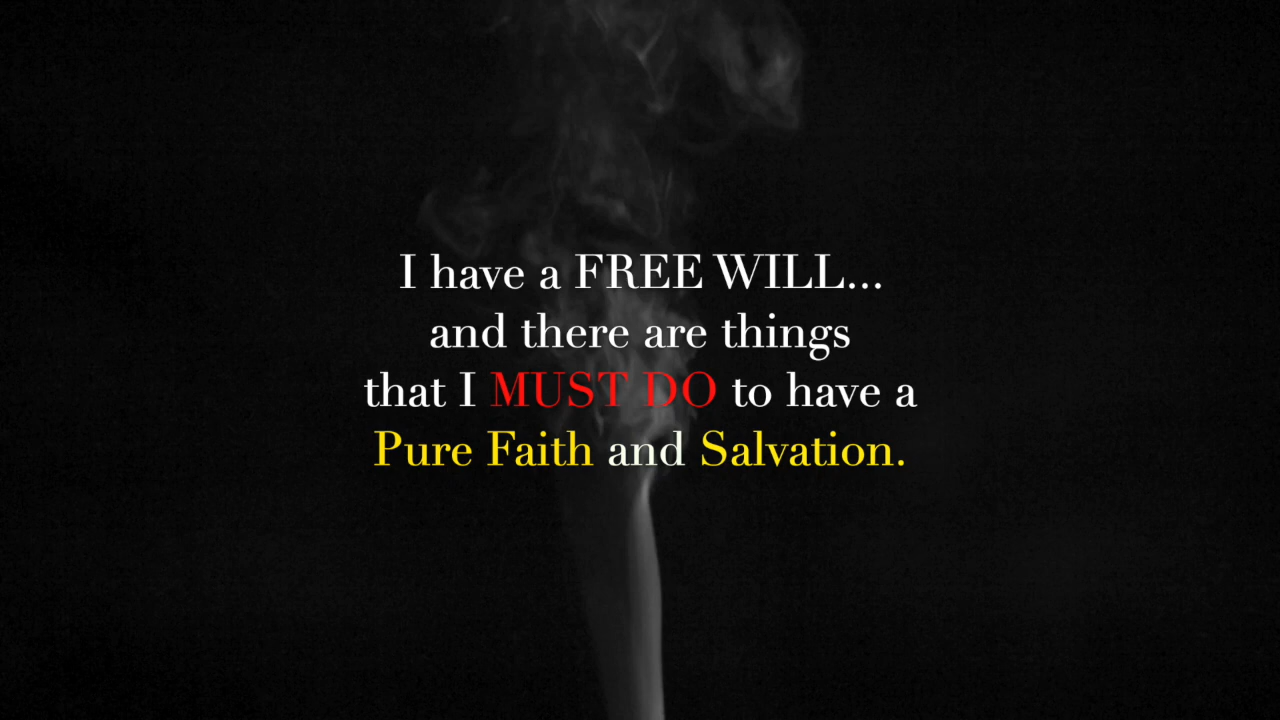 I have a FREE WILL...
and there are things
that I MUST DO to have a
Pure Faith and Salvation.